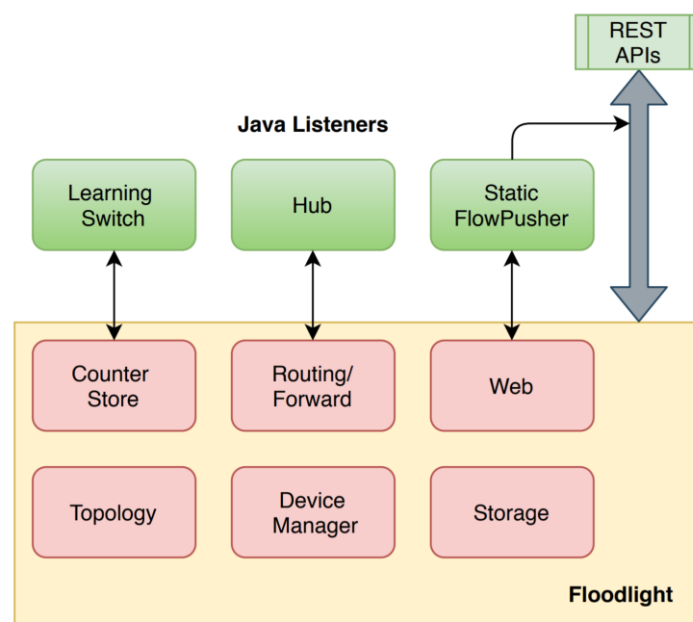 REST
APIs
Java Listeners
Learning
Switch
Hub
Static
FlowPusher
Counter
Store
Routing/
Forward
Web
Topology
Device
Manager
Storage
Floodlight